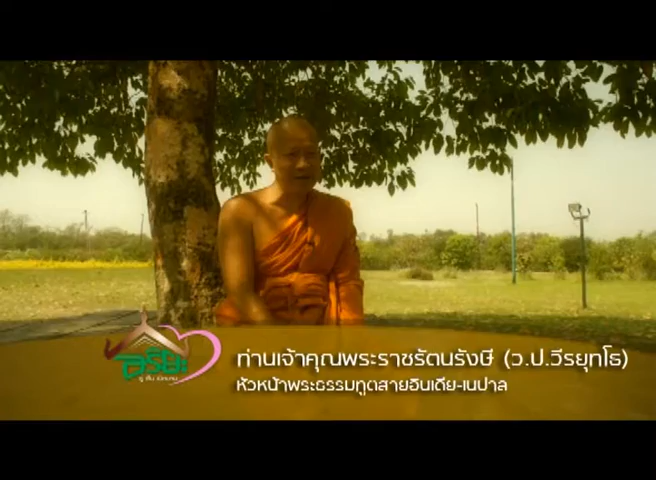 ท่านเจ้าคุณพระราชรัตนรังษี (ว.ป.วีรยุทโธ)
หัวหน้าพระธรรมทูตสายอินเดีย-เนปาล